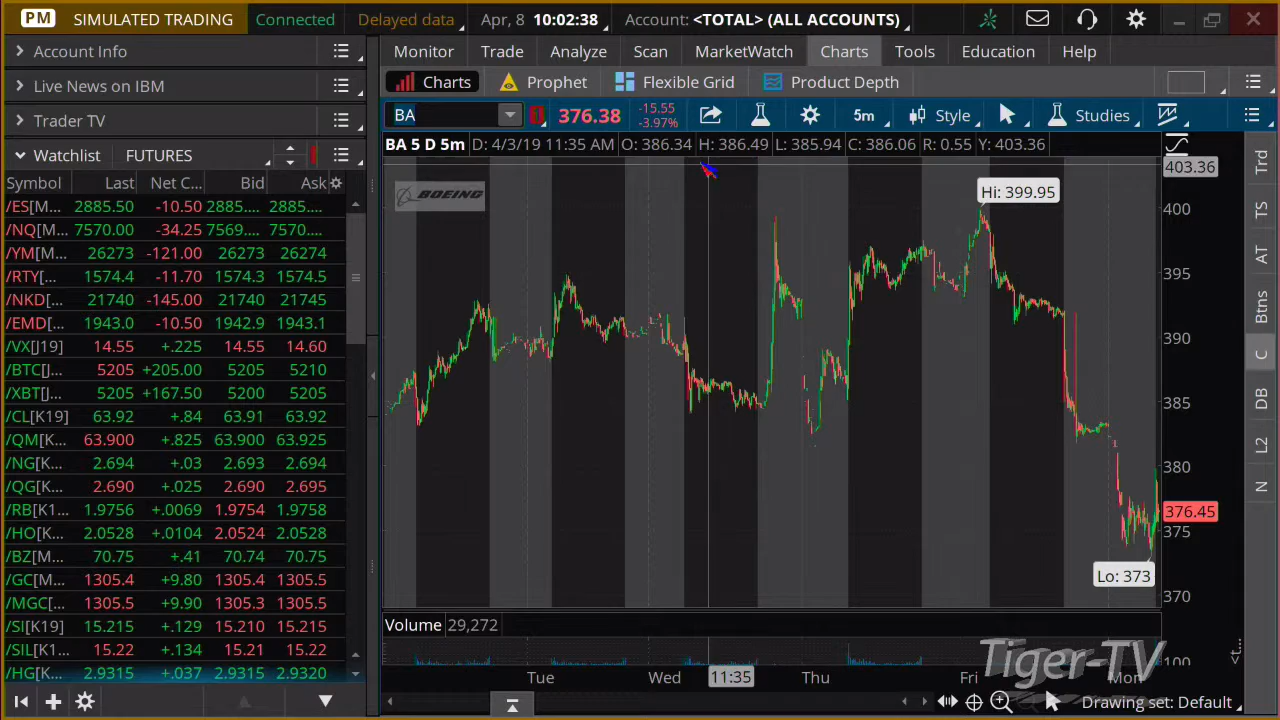 PM SIMULATED TRADING Connected Delayed data Apr, 8 10:02:38 Account: <TOTAL> (ALL ACCOUNTS)
Account Info
Live News on IBM
Trader TV
Watchlist FUTURES
Symbol Last Net C... Bid Ask
/ES[M... 2885.50 -10.50 2885.... 2885....
/NQ[M... 7570.00 -34.25 7569.... 7570....
/YM[M... 26273 -121.00 26273 26274
/RTY[... 1574.4 -11.70 1574.3 1574.5
/NKD[... 21740 -145.00 21740 21745
/EMD[... 1943.0 -10.50 1942.9 1943.1
/VX[J19] 14.55 +.225 14.55 14.60
/BTC[J... 5205 +205.00 5205 5210
/XBT[J... 5205 +167.50 5200 5205
/CL[K19] 63.92 +.84 63.91 63.92
/QM[K... 63.900 +.825 63.900 63.925
/NG[K... 2.694 +.03 2.693 2.694
/QG[K... 2.690 +.025 2.690 2.695
/RB[K1... 1.9756 +.0069 1.9754 1.9758
/HO[K... 2.0528 +.0104 2.0524 2.0528
/BZ[M... 70.75 +.41 70.74 70.75
/GC[M... 1305.4 +9.80 1305.4 1305.5
/MGC[... 1305.5 +9.90 1305.3 1305.5
/SI[K19] 15.215 +.129 15.210 15.215
/SIL[K1... 15.22 +.134 15.21 15.22
/HG[K... 2.9315 +.037 2.9315 2.9320
Monitor Trade Analyze Scan MarketWatch Charts Tools Education Help
Charts Prophet Flexible Grid Product Depth
BA 376.38 -15.55 -3.97% 5m Style Studies
BA 5 D 5m D: 4/3/19 11:35 AM O: 386.34 H: 386.49 L: 385.94 C: 386.06 R: 0.55 Y: 403.36
403.36
BOEING
Hi: 399.95
400
395
390
385
380
376.45
375
Lo: 373
370
Volume 29,272
100
Tue Wed 11:35 Thu Fri Mon
Tiger-TV
Drawing set: Default
Trd
TS
AT
Btns
C
DB
L2
N